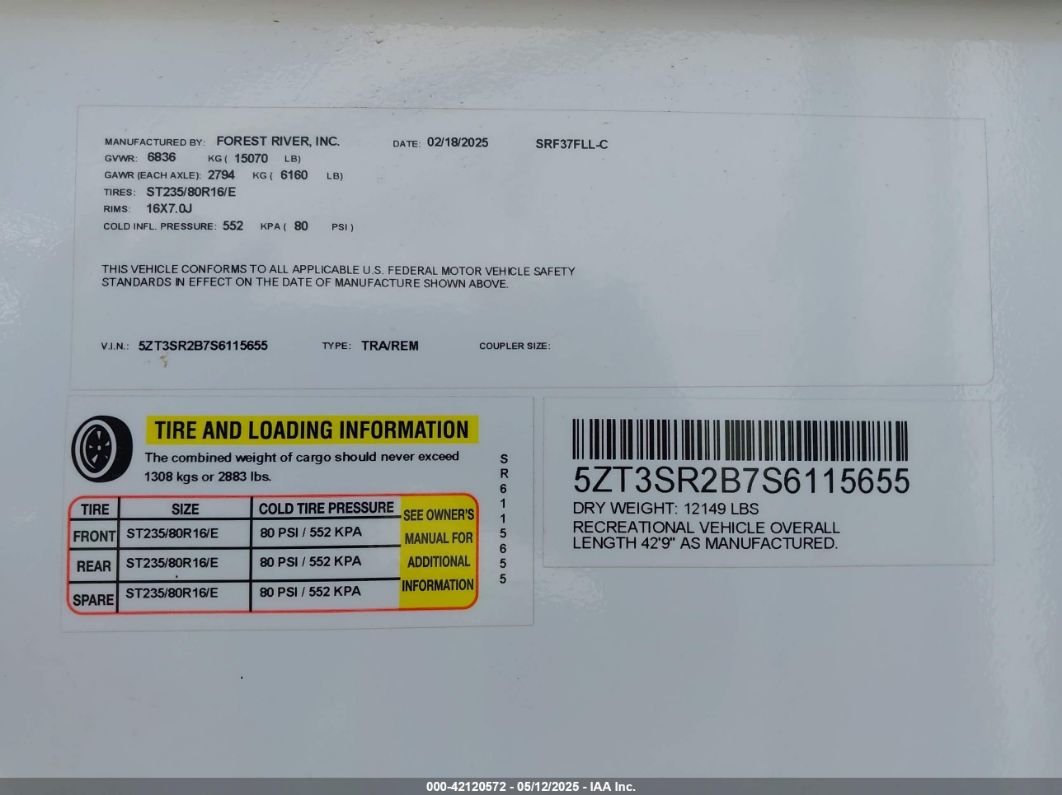 MANUFACTURED BY: FOREST RIVER, INC. DATE: 02/18/2025 SRF37FLL-C
GVWR: 6836 KG ( 15070 LB)
GAWR (EACH AXLE): 2794 KG ( 6160 LB)
TIRES: ST235/80R16/E
RIMS: 16X7.0J
COLD INFL. PRESSURE: 552 KPA ( 80 PSI )
THIS VEHICLE CONFORMS TO ALL APPLICABLE U.S. FEDERAL MOTOR VEHICLE SAFETY
STANDARDS IN EFFECT ON THE DATE OF MANUFACTURE SHOWN ABOVE.
V.I.N.: 5ZT3SR2B7S6115655 TYPE: TRA/REM COUPLER SIZE:
TIRE AND LOADING INFORMATION
The combined weight of cargo should never exceed
1308 kgs or 2883 lbs.
TIRE SIZE COLD TIRE PRESSURE
FRONT ST235/80R16/E 80 PSI / 552 KPA
REAR ST235/80R16/E 80 PSI / 552 KPA
SPARE ST235/80R16/E 80 PSI / 552 KPA
SEE OWNER'S
MANUAL FOR
ADDITIONAL
INFORMATION
SR6115655
5ZT3SR2B7S6115655
DRY WEIGHT: 12149 LBS
RECREATIONAL VEHICLE OVERALL
LENGTH 42'9" AS MANUFACTURED.
000-42120572 - 05/12/2025 - IAA Inc.